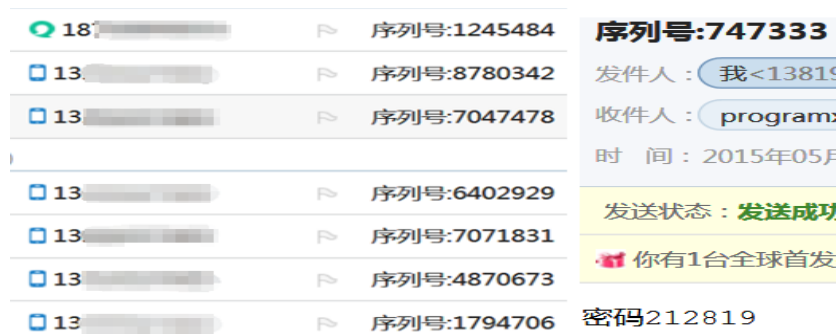 18
序列号:1245484
13
序列号:8780342
13
序列号:7047478
13
序列号:6402929
13
序列号:7071831
13
序列号:4870673
13
序列号:1794706
序列号:747333
发件人：我<13819
收件人：program
时 间：2015年05月
发送状态：发送成功
你有1台全球首发
密码212819